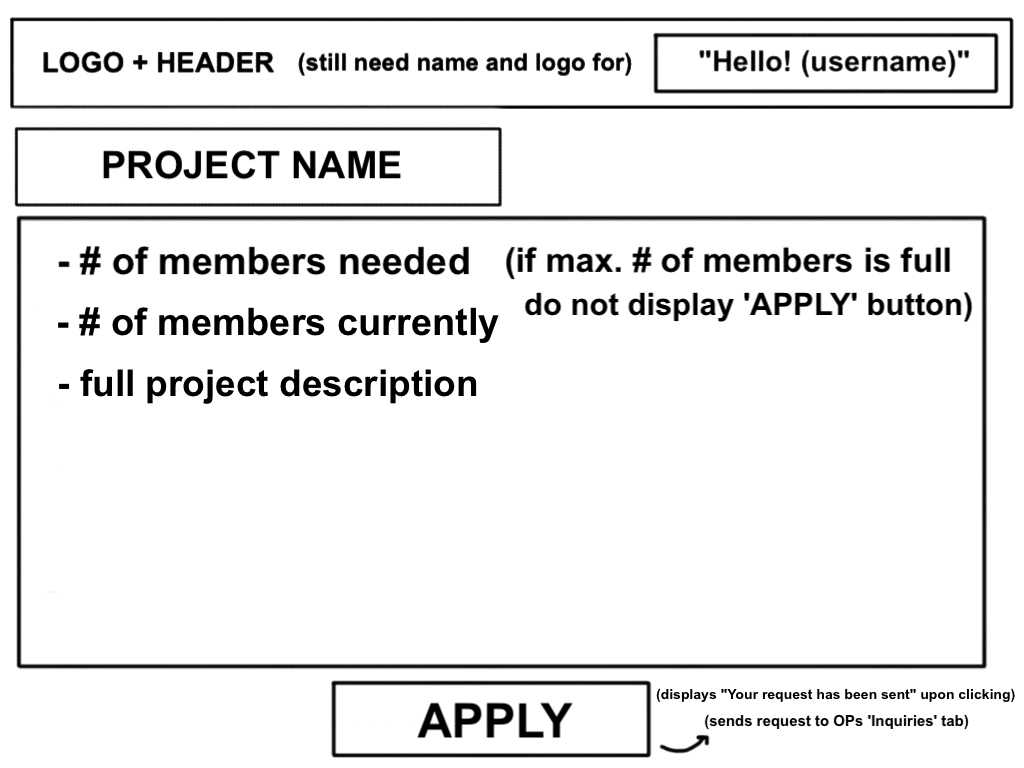 LOGO + HEADER (still need name and logo for) "Hello! (username)"
PROJECT NAME
- # of members needed (if max. # of members is full
do not display 'APPLY' button)
- # of members currently
- full project description
APPLY
(displays "Your request has been sent" upon clicking)
(sends request to OPs 'Inquiries' tab)